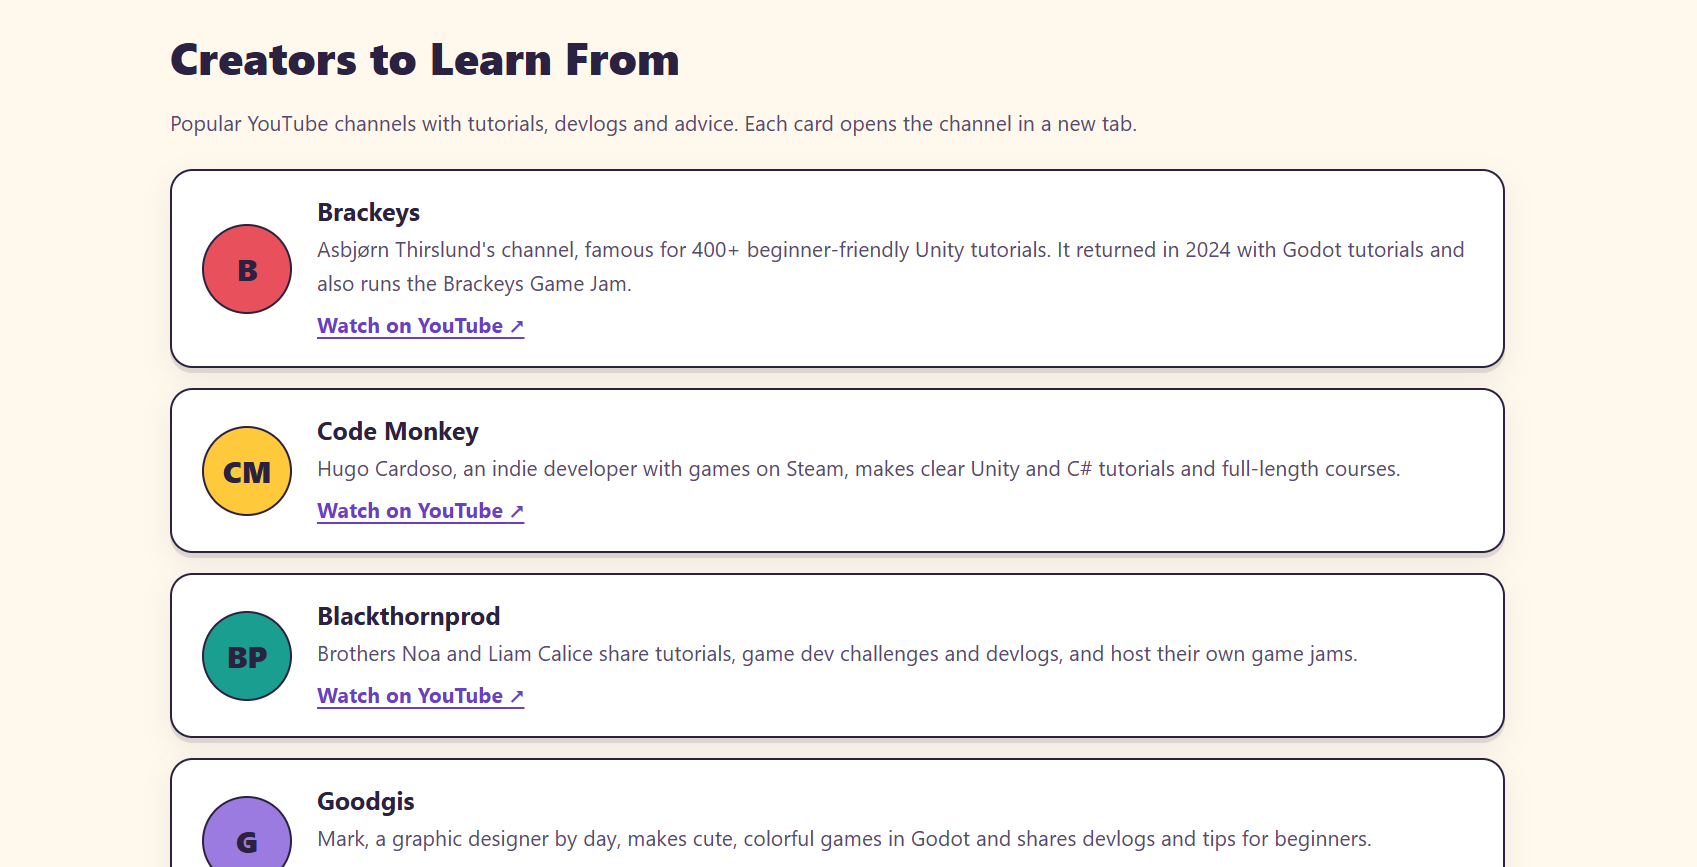 Creators to Learn From
Popular YouTube channels with tutorials, devlogs and advice. Each card opens the channel in a new tab.
B
Brackeys
Asbjørn Thirslund's channel, famous for 400+ beginner-friendly Unity tutorials. It returned in 2024 with Godot tutorials and
also runs the Brackeys Game Jam.
Watch on YouTube ↗
CM
Code Monkey
Hugo Cardoso, an indie developer with games on Steam, makes clear Unity and C# tutorials and full-length courses.
Watch on YouTube ↗
BP
Blackthornprod
Brothers Noa and Liam Calice share tutorials, game dev challenges and devlogs, and host their own game jams.
Watch on YouTube ↗
G
Goodgis
Mark, a graphic designer by day, makes cute, colorful games in Godot and shares devlogs and tips for beginners.